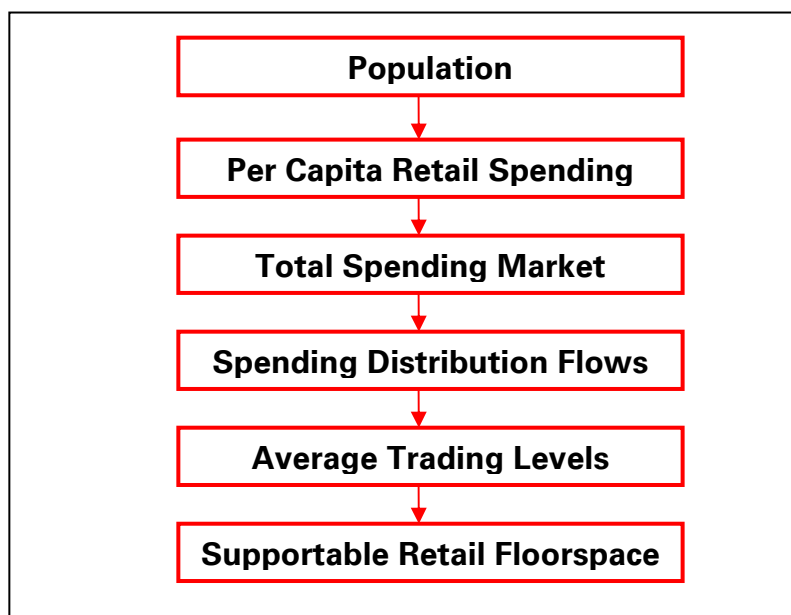 Population
Per Capita Retail Spending
Total Spending Market
Spending Distribution Flows
Average Trading Levels
Supportable Retail Floorspace